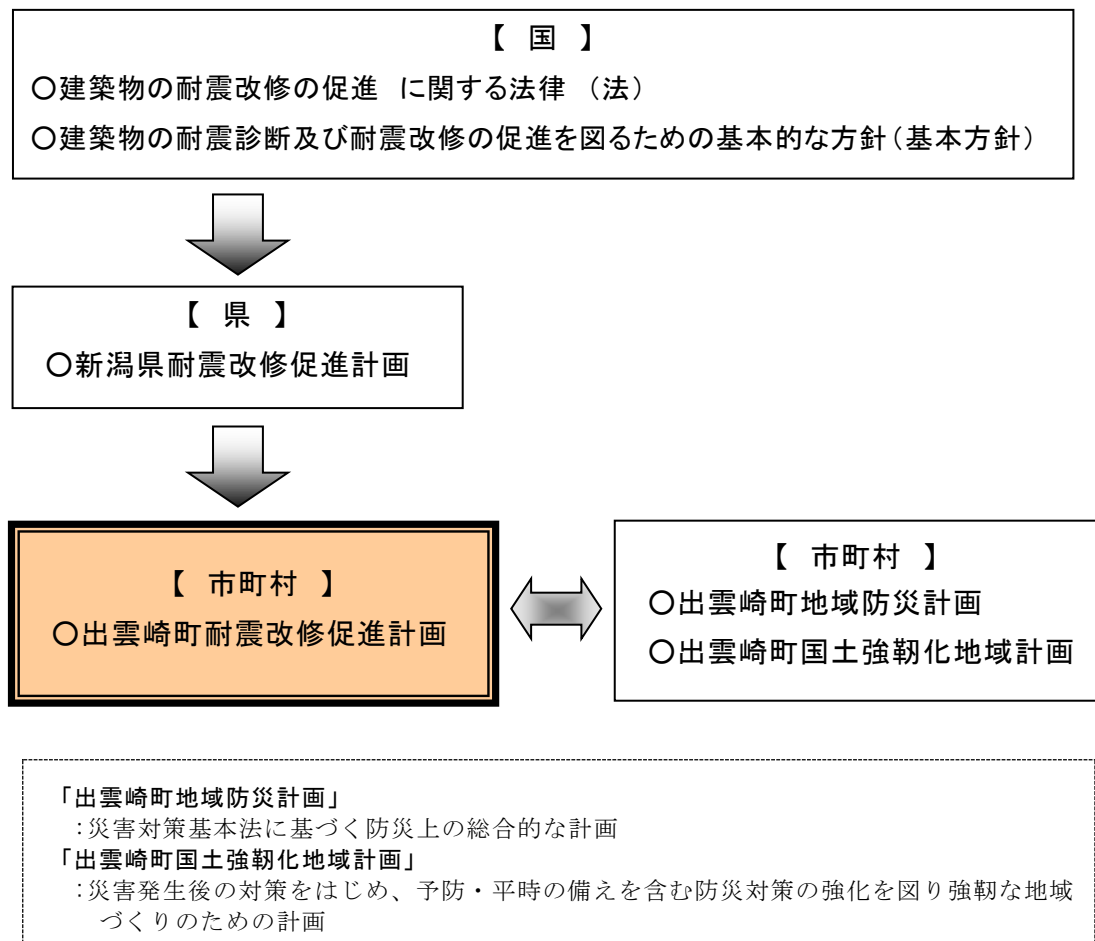 【 国 】
〇建築物の耐震改修の促進 に関する法律 （法）
〇建築物の耐震診断及び耐震改修の促進を図るための基本的な方針（基本方針）
【 県 】
〇新潟県耐震改修促進計画
【 市町村 】
〇出雲崎町耐震改修促進計画
【 市町村 】
〇出雲崎町地域防災計画
〇出雲崎町国土強靭化地域計画
「出雲崎町地域防災計画」
：災害対策基本法に基づく防災上の総合的な計画
「出雲崎町国土強靭化地域計画」
：災害発生後の対策をはじめ、予防・平時の備えを含む防災対策の強化を図り強靭な地域
づくりのための計画